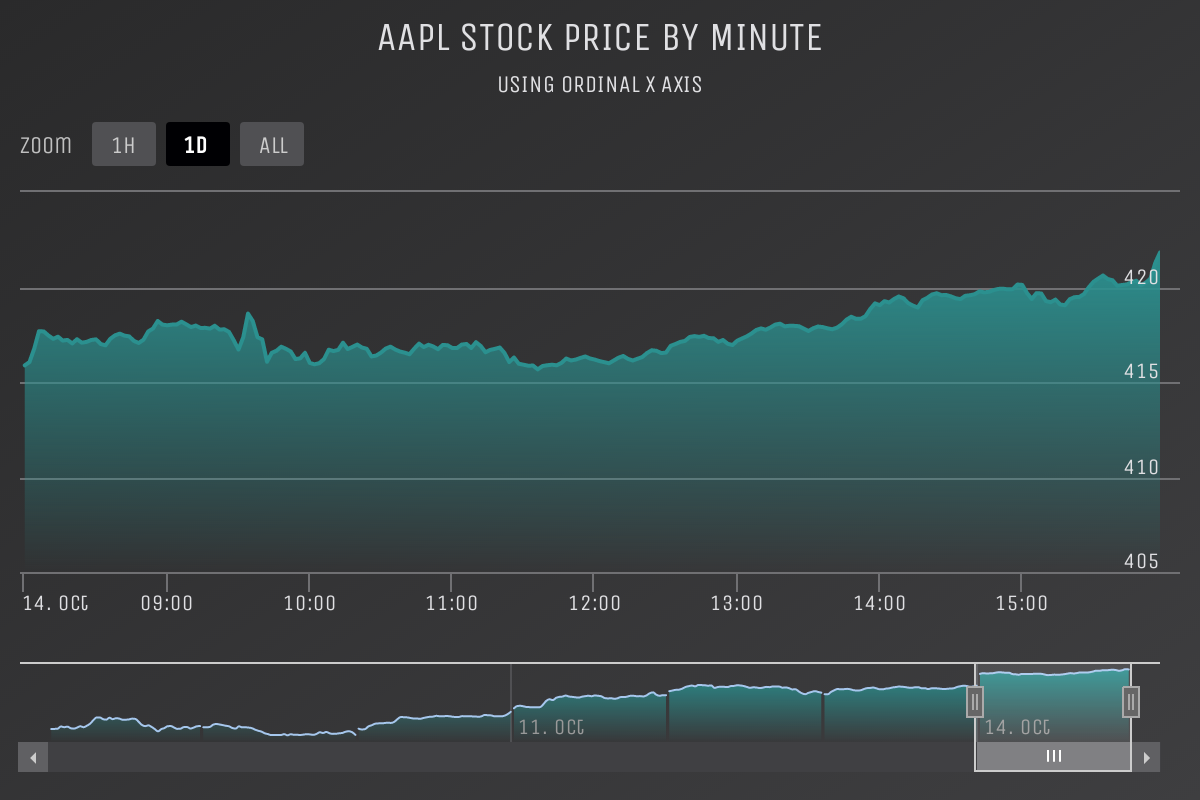 AAPL STOCK PRICE BY MINUTE
USING ORDINAL X AXIS
Zoom 1H 1D ALL
420
415
410
405
14. Oct 09:00 10:00 11:00 12:00 13:00 14:00 15:00
11. Oct 14. Oct